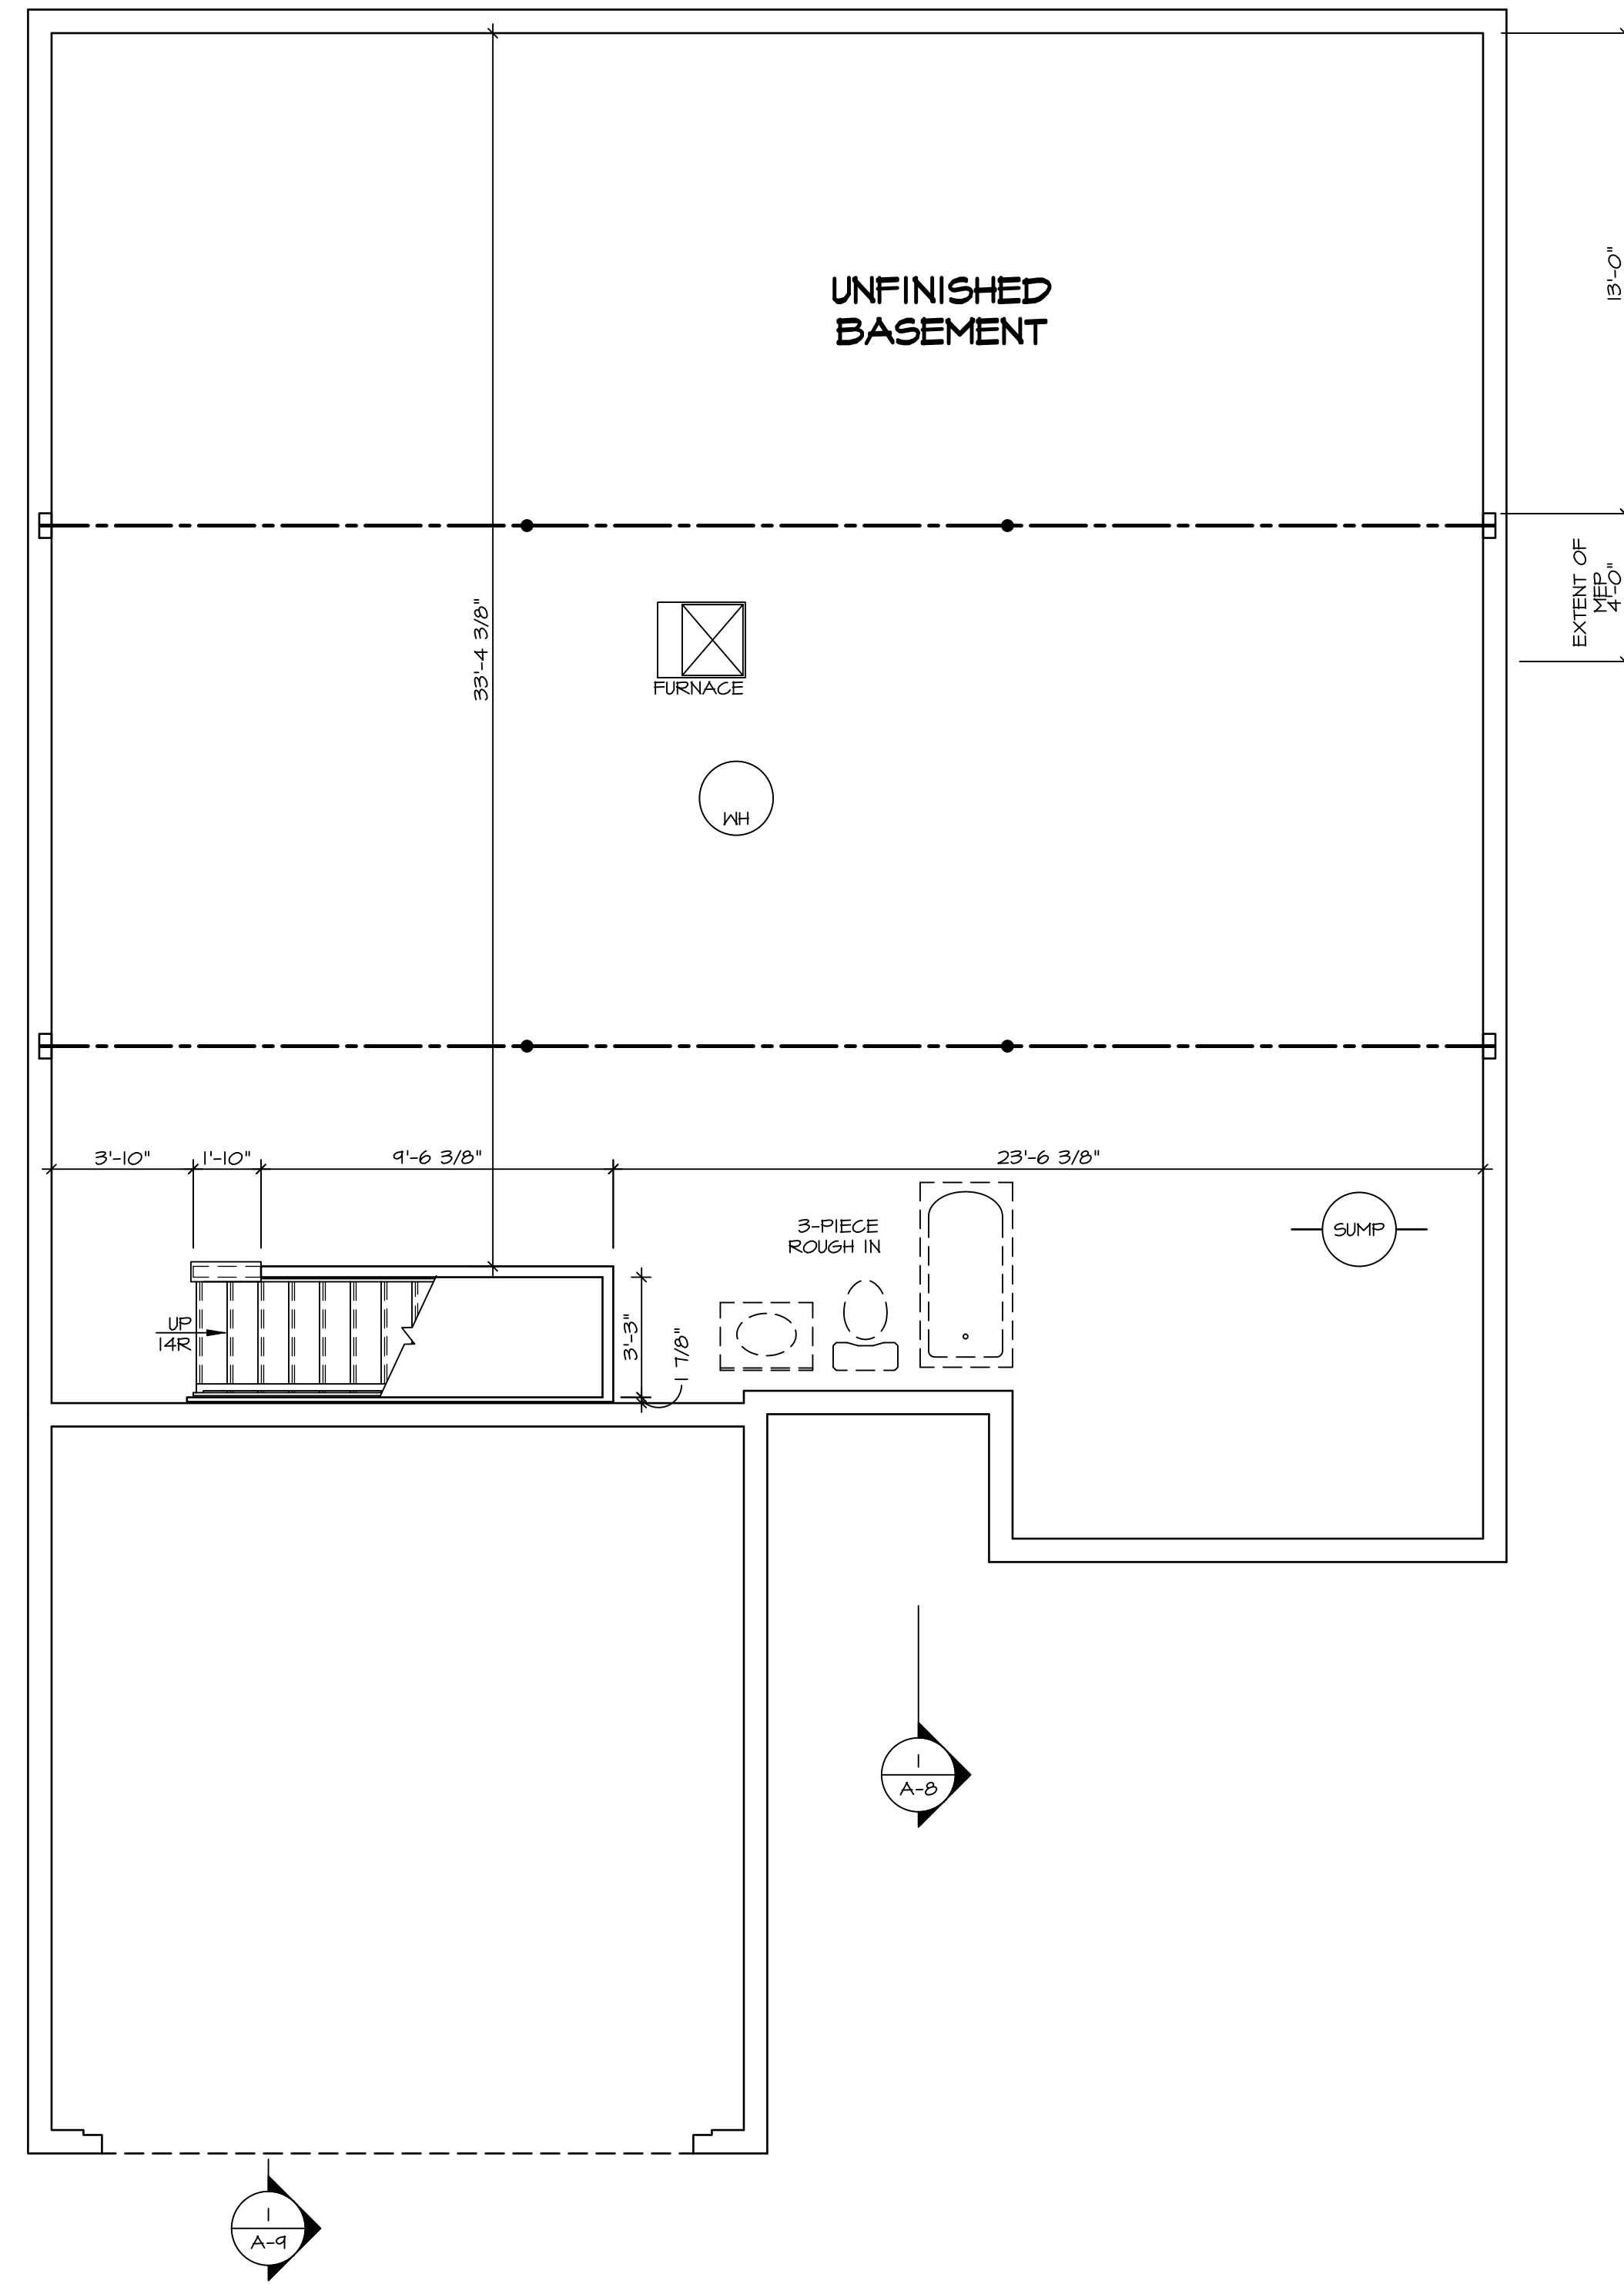 UNFINISHED
BASEMENT
13'-0"
EXTENT OF
MEP
4'-0"
33'-4 3/8"
FURNACE
WH
3'-10"
1'-10"
9'-6 3/8"
23'-6 3/8"
3-PIECE
ROUGH IN
SUMP
UP
14R
3'-3"
1 7/8"
1
A-8
1
A-9